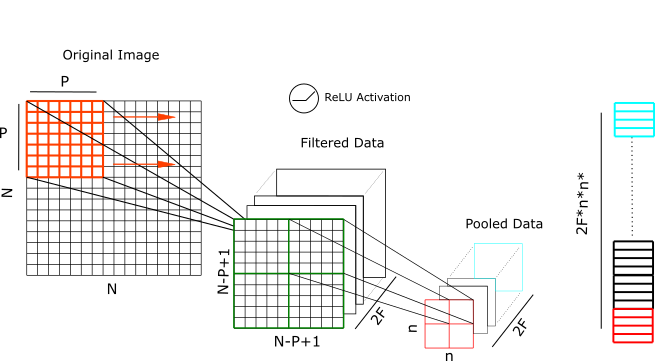 Original Image
P
P
N
N
ReLU Activation
Filtered Data
N-P+1
N-P+1
2F
Pooled Data
n
n
2F
2F*n*n*